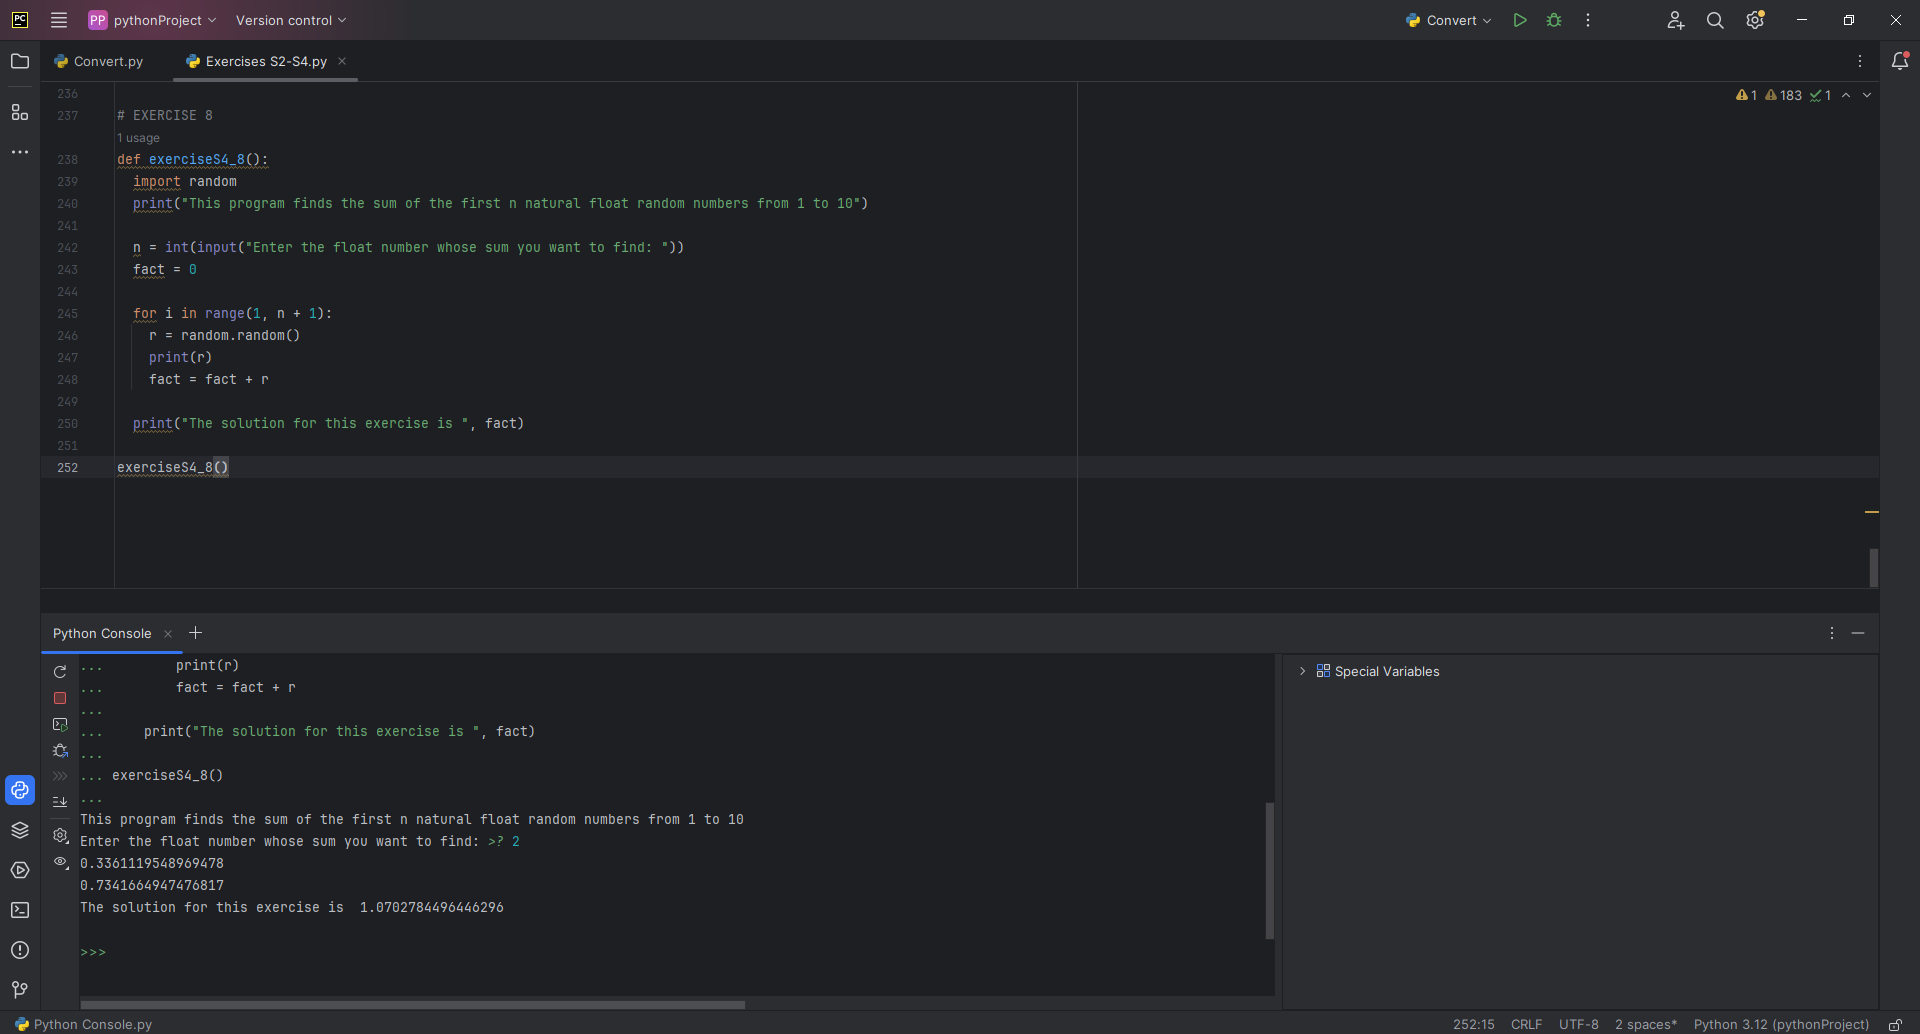 PC PP pythonProject Version control Convert
Convert.py Exercises S2-S4.py
1 183 1
236
237 # EXERCISE 8
1 usage
238 def exerciseS4_8():
239 import random
240 print("This program finds the sum of the first n natural float random numbers from 1 to 10")
241
242 n = int(input("Enter the float number whose sum you want to find: "))
243 fact = 0
244
245 for i in range(1, n + 1):
246 r = random.random()
247 print(r)
248 fact = fact + r
249
250 print("The solution for this exercise is ", fact)
251
252 exerciseS4_8()
Python Console
... print(r)
... fact = fact + r
...
... print("The solution for this exercise is ", fact)
...
... exerciseS4_8()
...
This program finds the sum of the first n natural float random numbers from 1 to 10
Enter the float number whose sum you want to find: >? 2
0.3361119548969478
0.7341664947476817
The solution for this exercise is  1.0702784496446296
>>>
Special Variables
Python Console.py 252:15 CRLF UTF-8 2 spaces* Python 3.12 (pythonProject)